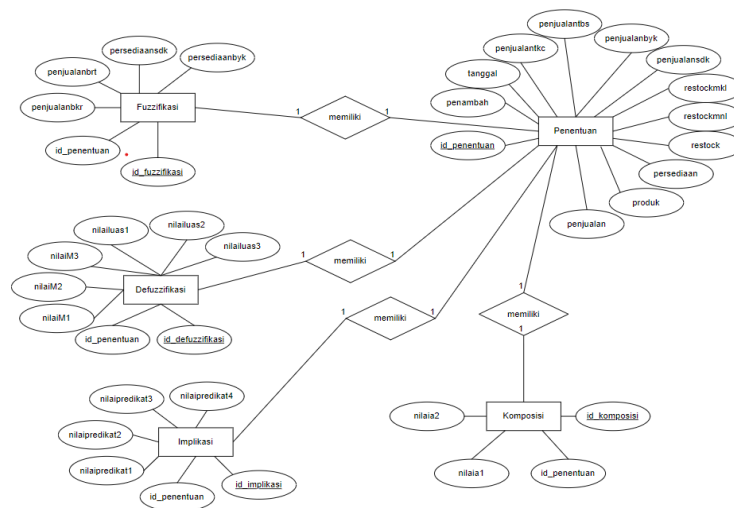 penjualantbs
penjualanbyk
penjualantkc
penjualansdk
persediaansdk
persediaanbyk
penjualanbrt
tanggal
restockmkl
penjualanbkr
Fuzzifikasi
1
memiliki
1
penambah
restockmnl
Penentuan
id_penentuan
restock
id_penentuan
id_fuzzifikasi
persediaan
produk
penjualan
nilailuas1
nilailuas2
nilailuas3
nilaiM3
nilaiM2
Defuzzifikasi
1
memiliki
1
nilaiM1
id_penentuan
id_defuzzifikasi
1
memiliki
1
1
memiliki
1
nilaipredikat3
nilaipredikat4
nilaipredikat2
Implikasi
nilaipredikat1
id_penentuan
id_implikasi
nilaia2
Komposisi
id_komposisi
nilaia1
id_penentuan